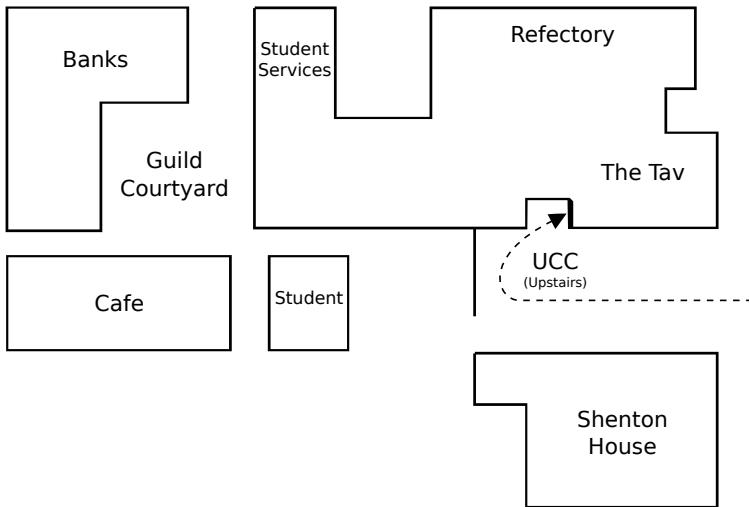 Banks
Student
Services
Refectory
Guild
Courtyard
The Tav
UCC
(Upstairs)
Cafe
Student
Shenton
House